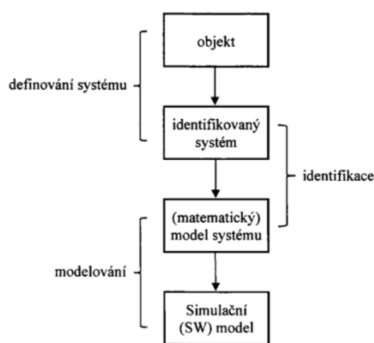 objekt
definování systému
identifikovaný
systém
identifikace
(matematický)
model systému
modelování
Simulační
(SW) model